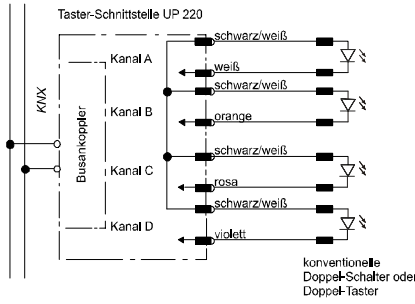 Taster-Schnittstelle UP 220
KNX
Busankoppler
Kanal A
Kanal B
Kanal C
Kanal D
schwarz/weiß
weiß
schwarz/weiß
orange
schwarz/weiß
rosa
schwarz/weiß
violett
konventionelle
Doppel-Schalter oder
Doppel-Taster